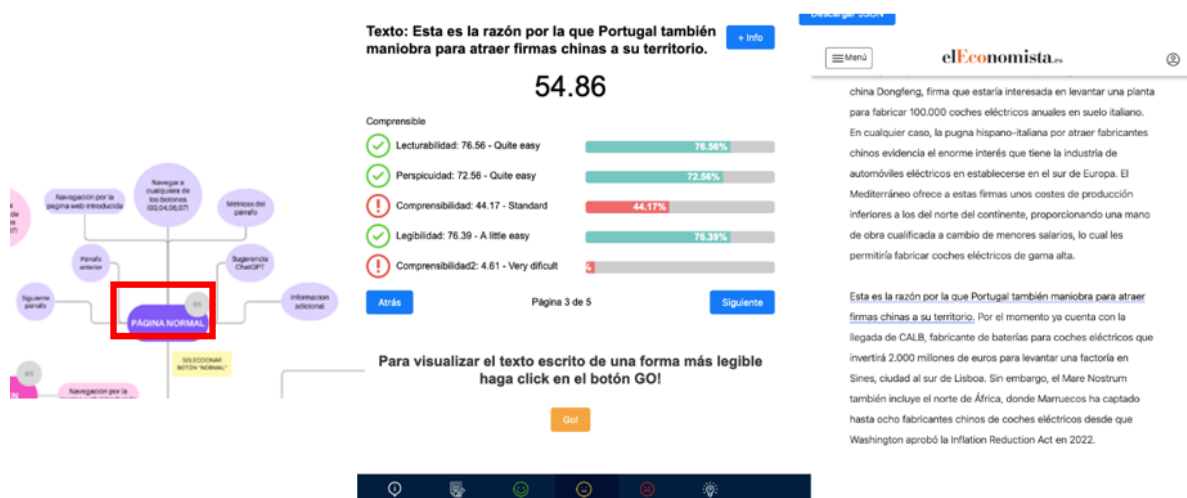 Navegación por la
pagina web introducida
Navegar a
cualquiera de
los botones
(03,04,06,07)
Métricas del
párrafo
Párrafo
anterior
Sugerencia
ChatGPT
Siguiente
párrafo
Informacion
adicional
05
PÁGINA NORMAL
SELECCIONAR
BOTÓN "NORMAL"
03
Navegación por la
Texto: Esta es la razón por la que Portugal también
maniobra para atraer firmas chinas a su territorio.
+ Info
54.86
Comprensible
Lecturabilidad: 76.56 - Quite easy
76.56%
Perspicuidad: 72.56 - Quite easy
72.56%
Comprensibilidad: 44.17 - Standard
44.17%
Legibilidad: 76.39 - A little easy
76.39%
Comprensibilidad2: 4.61 - Very dificult
%
Atrás
Página 3 de 5
Siguiente
Para visualizar el texto escrito de una forma más legible
haga click en el botón GO!
Go!
Descargar JSON
Menú
elEconomista.es
china Dongfeng, firma que estaría interesada en levantar una planta
para fabricar 100.000 coches eléctricos anuales en suelo italiano.
En cualquier caso, la pugna hispano-italiana por atraer fabricantes
chinos evidencia el enorme interés que tiene la industria de
automóviles eléctricos en establecerse en el sur de Europa. El
Mediterráneo ofrece a estas firmas unos costes de producción
inferiores a los del norte del continente, proporcionando una mano
de obra cualificada a cambio de menores salarios, lo cual les
permitiría fabricar coches eléctricos de gama alta.
Esta es la razón por la que Portugal también maniobra para atraer
firmas chinas a su territorio. Por el momento ya cuenta con la
llegada de CALB, fabricante de baterías para coches eléctricos que
invertirá 2.000 millones de euros para levantar una factoría en
Sines, ciudad al sur de Lisboa. Sin embargo, el Mare Nostrum
también incluye el norte de África, donde Marruecos ha captado
hasta ocho fabricantes chinos de coches eléctricos desde que
Washington aprobó la Inflation Reduction Act en 2022.